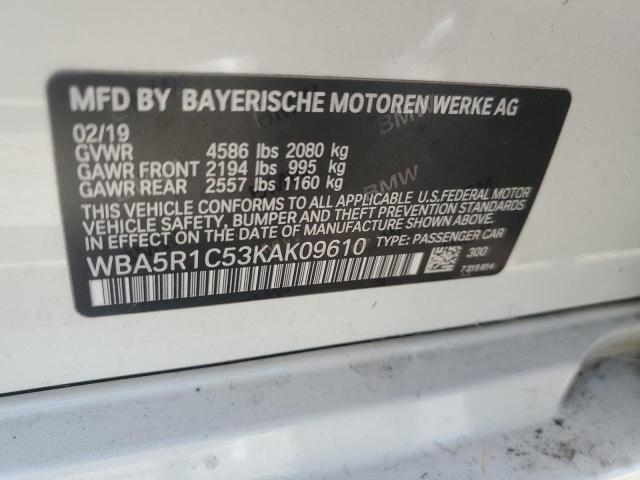 MFD BY BAYERISCHE MOTOREN WERKE AG
02/19
GVWR 4586 lbs 2080 kg
GAWR FRONT 2194 lbs 995 kg
GAWR REAR 2557 lbs 1160 kg
THIS VEHICLE CONFORMS TO ALL APPLICABLE U.S.FEDERAL MOTOR
VEHICLE SAFETY, BUMPER AND THEFT PREVENTION STANDARDS
IN EFFECT ON THE DATE OF MANUFACTURE SHOWN ABOVE.
WBA5R1C53KAK09610 TYPE: PASSENGER CAR
300
7318614